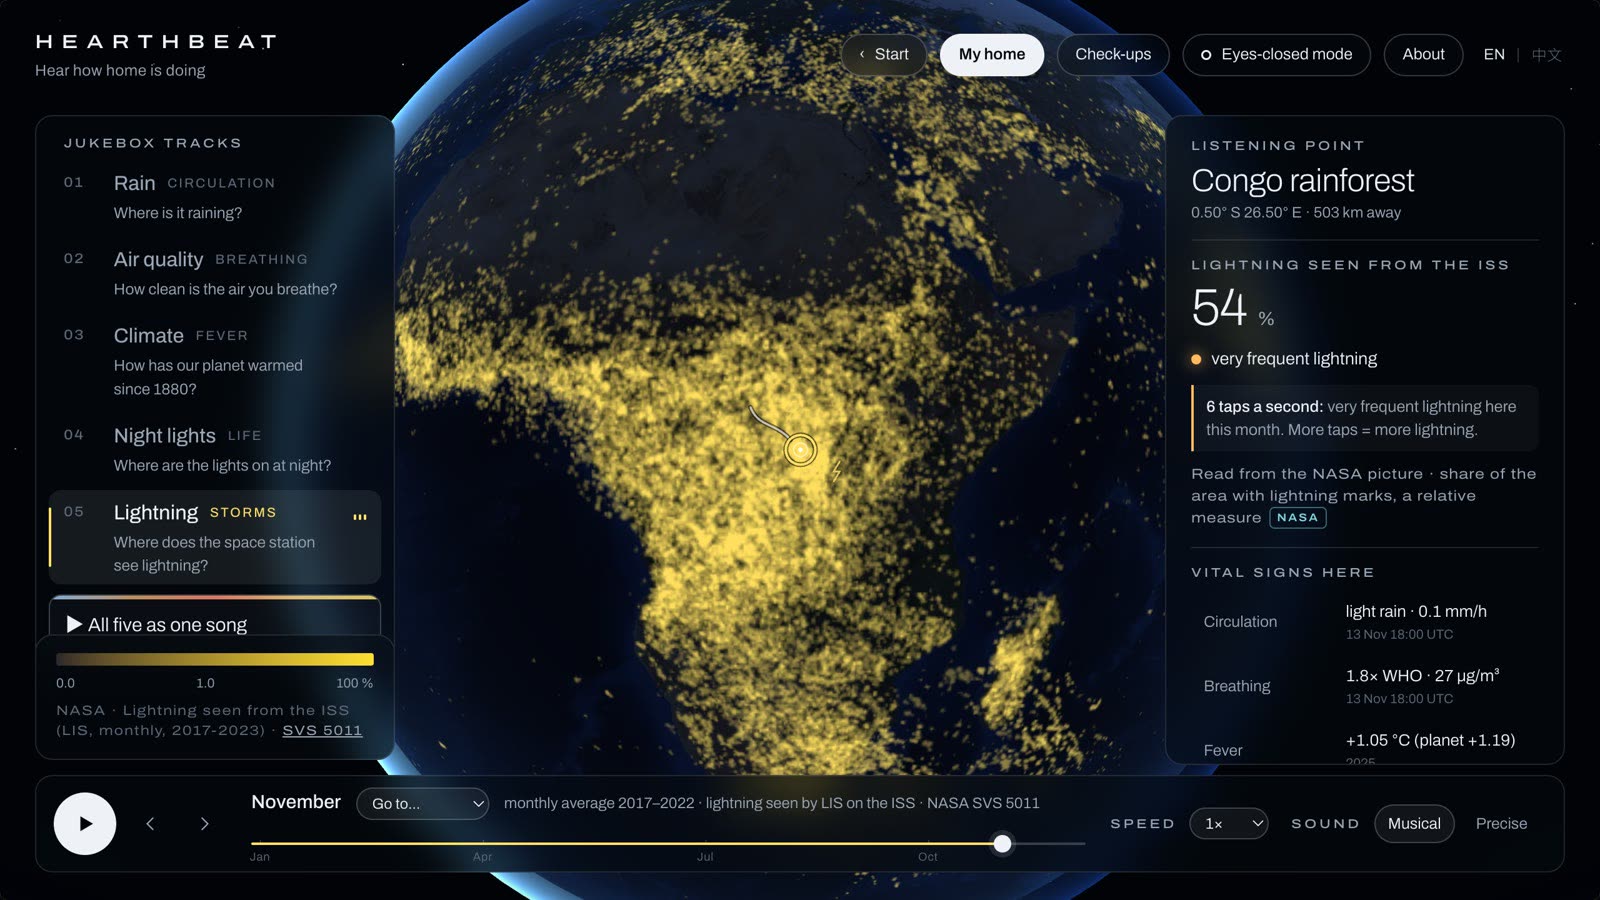 HEARTHBEAT
Hear how home is doing
‹ Start
My home
Check-ups
Eyes-closed mode
About
EN | 中文
JUKEBOX TRACKS
01 Rain CIRCULATION
Where is it raining?
02 Air quality BREATHING
How clean is the air you breathe?
03 Climate FEVER
How has our planet warmed
since 1880?
04 Night lights LIFE
Where are the lights on at night?
05 Lightning STORMS
Where does the space station
see lightning?
▶ All five as one song
0.0 1.0 100 %
NASA · Lightning seen from the ISS
(LIS, monthly, 2017-2023) · SVS 5011
LISTENING POINT
Congo rainforest
0.50° S 26.50° E · 503 km away
LIGHTNING SEEN FROM THE ISS
54 %
very frequent lightning
6 taps a second: very frequent lightning here
this month. More taps = more lightning.
Read from the NASA picture · share of the
area with lightning marks, a relative
measure NASA
VITAL SIGNS HERE
Circulation light rain · 0.1 mm/h
13 Nov 18:00 UTC
Breathing 1.8× WHO · 27 µg/m³
13 Nov 18:00 UTC
Fever +1.05 °C (planet +1.19)
2025
November Go to... monthly average 2017–2022 · lightning seen by LIS on the ISS · NASA SVS 5011
Jan Apr Jul Oct
SPEED 1× SOUND Musical Precise